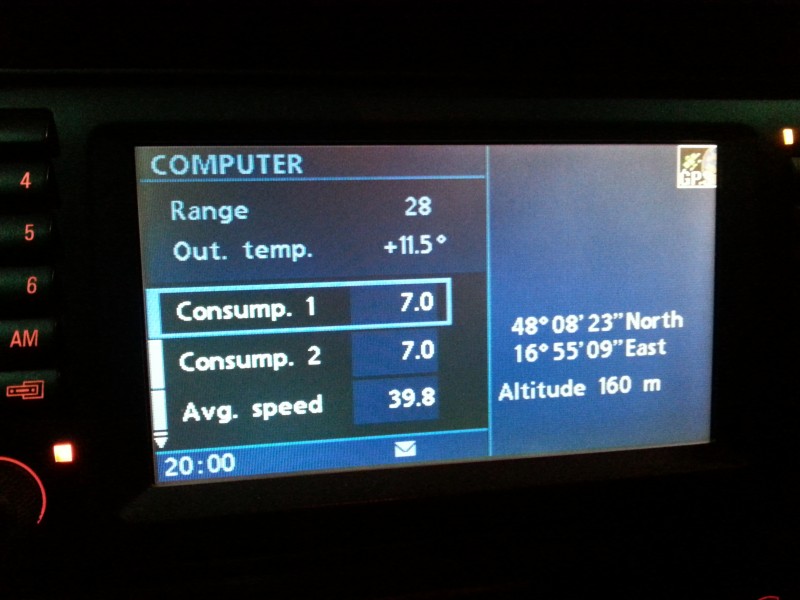 COMPUTER
GPS
4
Range 28
5
Out. temp. +11.5°
6
Consump. 1 7.0
48°08'23"North
AM
Consump. 2 7.0
16°55'09"East
Avg. speed 39.8
Altitude 160 m
20:00